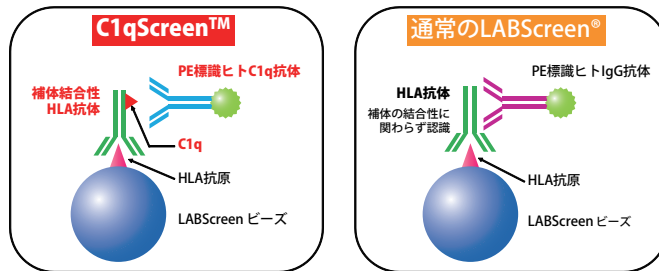 C1qScreen™
PE標識ヒトC1q抗体
補体結合性
HLA抗体
C1q
HLA抗原
LABScreen ビーズ
通常のLABScreen®
PE標識ヒトIgG抗体
HLA抗体
補体の結合性に
関わらず認識
HLA抗原
LABScreen ビーズ